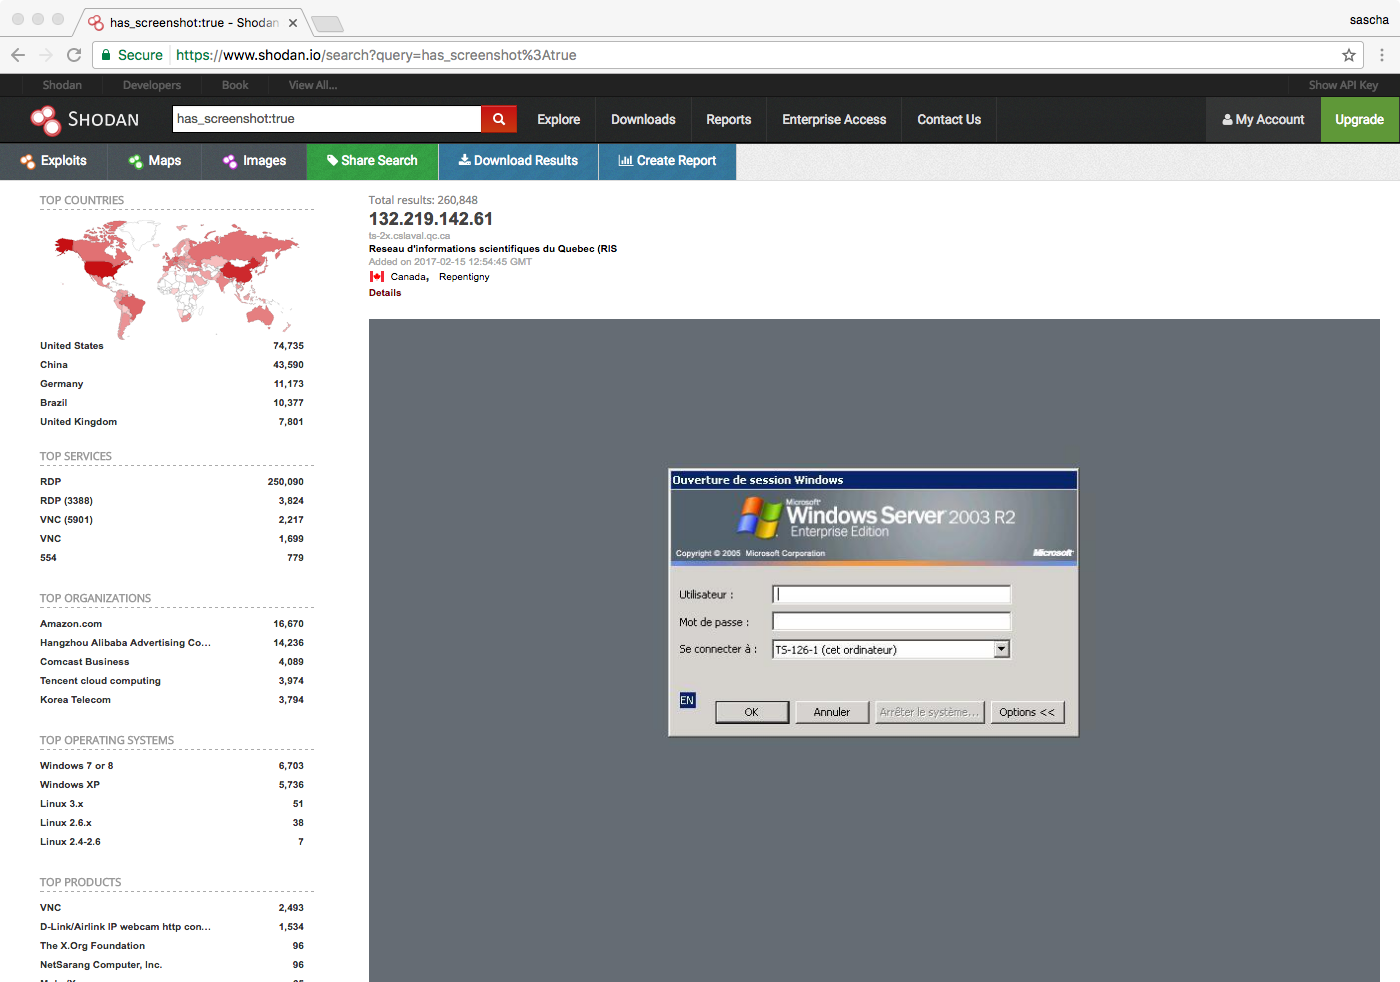 has_screenshot:true - Shodan
sascha
Secure https://www.shodan.io/search?query=has_screenshot%3Atrue
Shodan Developers Book View All... Show API Key
SHODAN has_screenshot:true Explore Downloads Reports Enterprise Access Contact Us My Account Upgrade
Exploits Maps Images Share Search Download Results Create Report
TOP COUNTRIES
United States 74,735
China 43,590
Germany 11,173
Brazil 10,377
United Kingdom 7,801
TOP SERVICES
RDP 250,090
RDP (3388) 3,824
VNC (5901) 2,217
VNC 1,699
554 779
TOP ORGANIZATIONS
Amazon.com 16,670
Hangzhou Alibaba Advertising Co... 14,236
Comcast Business 4,089
Tencent cloud computing 3,974
Korea Telecom 3,794
TOP OPERATING SYSTEMS
Windows 7 or 8 6,703
Windows XP 5,736
Linux 3.x 51
Linux 2.6.x 38
Linux 2.4-2.6 7
TOP PRODUCTS
VNC 2,493
D-Link/Airlink IP webcam http con... 1,534
The X.Org Foundation 96
NetSarang Computer, Inc. 96
Total results: 260,848
132.219.142.61
ts-2x.cslaval.qc.ca
Reseau d'informations scientifiques du Quebec (RIS
Added on 2017-02-15 12:54:45 GMT
Canada, Repentigny
Details
Ouverture de session Windows
Microsoft
Windows Server 2003 R2
Enterprise Edition
Copyright © 2005 Microsoft Corporation Microsoft
Utilisateur :
Mot de passe :
Se connecter à : TS-126-1 (cet ordinateur)
EN
OK Annuler Arrêter le système... Options <<